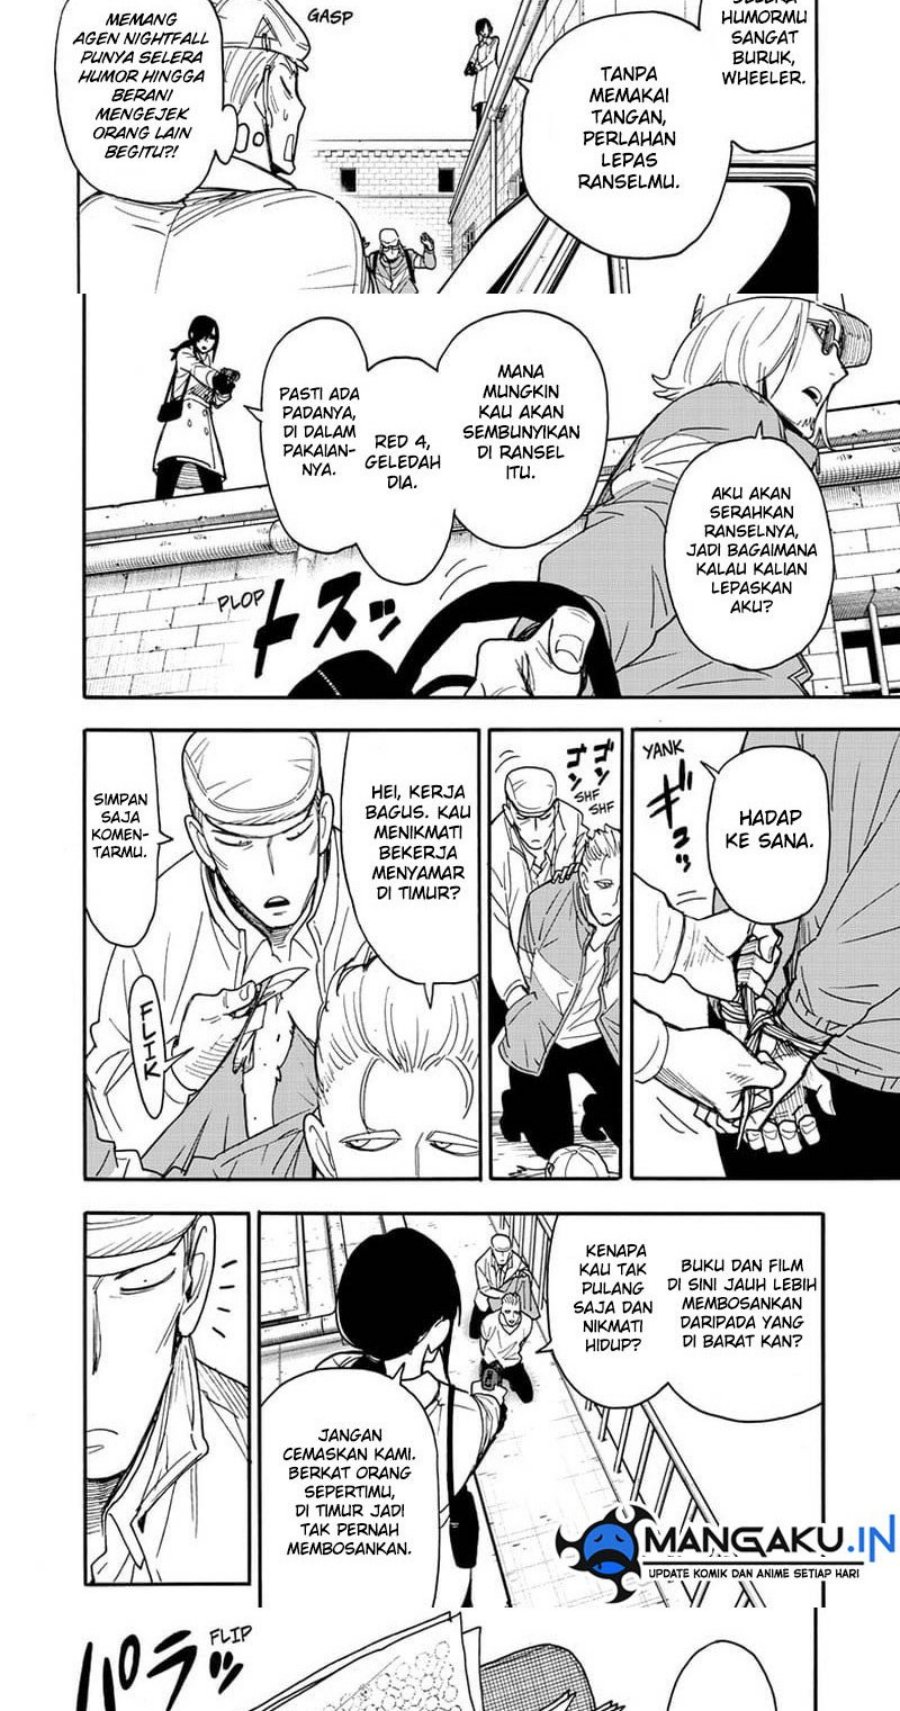 SELERA
HUMORMU
SANGAT
BURUK,
WHEELER.
TANPA
MEMAKAI
TANGAN,
PERLAHAN
LEPAS
RANSELMU.
GASP
MEMANG
AGEN NIGHTFALL
PUNYA SELERA
HUMOR HINGGA
BERANI
MENGEJEK
ORANG LAIN
BEGITU?!
AKU AKAN
SERAHKAN
RANSELNYA,
JADI BAGAIMANA
KALAU KALIAN
LEPASKAN
AKU?
MANA
MUNGKIN
KAU AKAN
SEMBUNYIKAN
DI RANSEL
ITU.
RED 4,
GELEDAH
DIA.
PASTI ADA
PADANYA,
DI DALAM
PAKAIAN-
NYA.
PLOP
トスッ
YANK
ギュッ
HADAP
KE SANA.
ゴソ
ゴソ
SHF
SHF
HEI, KERJA
BAGUS. KAU
MENIKMATI
BEKERJA
MENYAMAR
DI TIMUR?
SIMPAN
SAJA
KOMEN-
TARMU.
FLIK
BUKU DAN FILM
DI SINI JAUH LEBIH
MEMBOSANKAN
DARIPADA YANG
DI BARAT KAN?
KENAPA
KAU TAK
PULANG
SAJA DAN
NIKMATI
HIDUP?
JANGAN
CEMASKAN KAMI.
BERKAT ORANG
SEPERTIMU,
DI TIMUR JADI
TAK PERNAH
MEMBOSANKAN.
MANGAKU.IN
UPDATE KOMIK DAN ANIME SETIAP HARI
パラッ
FLIP